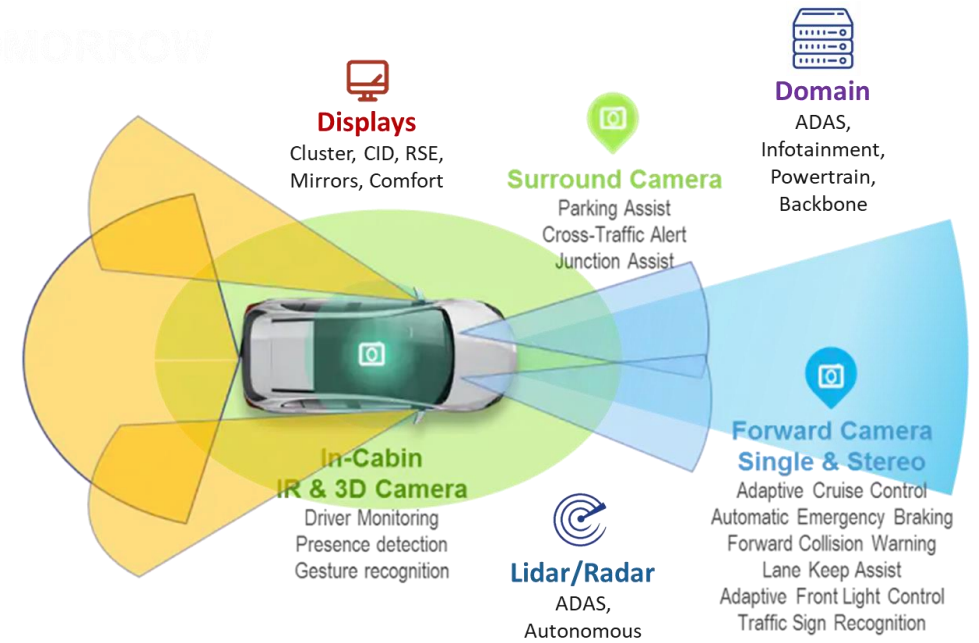 MORROW
Displays
Cluster, CID, RSE,
Mirrors, Comfort
Surround Camera
Parking Assist
Cross-Traffic Alert
Junction Assist
Domain
ADAS,
Infotainment,
Powertrain,
Backbone
In-Cabin
IR & 3D Camera
Driver Monitoring
Presence detection
Gesture recognition
Lidar/Radar
ADAS,
Autonomous
Forward Camera
Single & Stereo
Adaptive Cruise Control
Automatic Emergency Braking
Forward Collision Warning
Lane Keep Assist
Adaptive Front Light Control
Traffic Sign Recognition